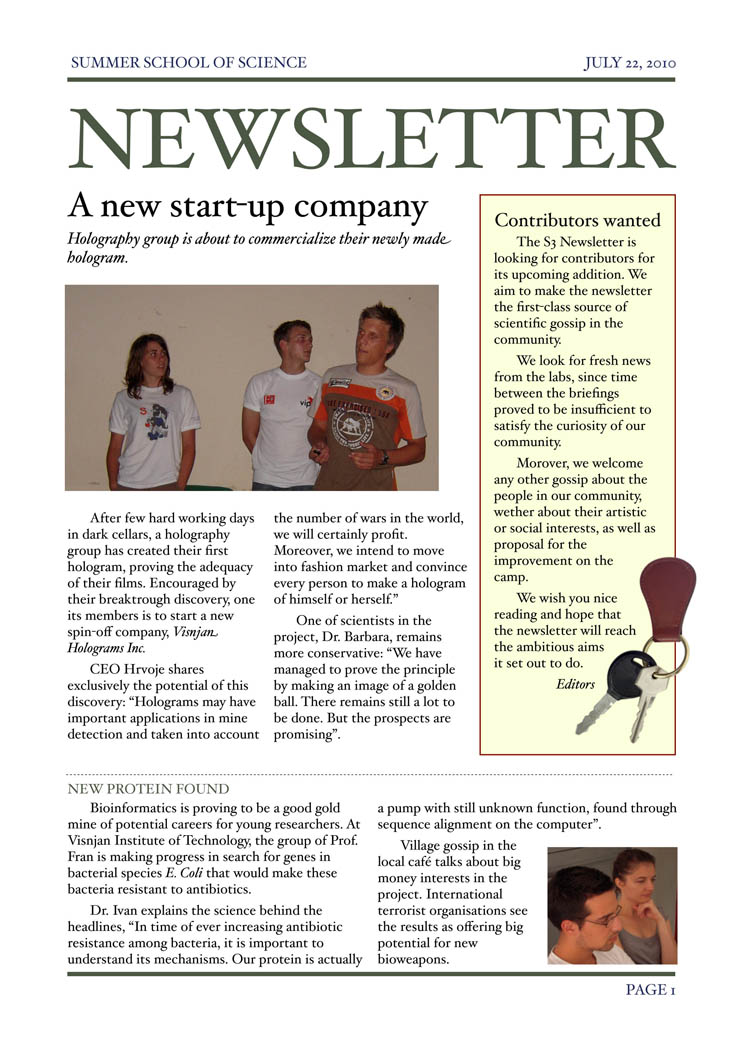 SUMMER SCHOOL OF SCIENCE
JULY 22, 2010
NEWSLETTER
A new start-up company
Holography group is about to commercialize their newly made
hologram.
vip
After few hard working days
in dark cellars, a holography
group has created their first
hologram, proving the adequacy
of their films. Encouraged by
their breaktrough discovery, one
its members is to start a new
spin-off company, Visnjan
Holograms Inc.
CEO Hrvoje shares
exclusively the potential of this
discovery: “Holograms may have
important applications in mine
detection and taken into account
the number of wars in the world,
we will certainly profit.
Moreover, we intend to move
into fashion market and convince
every person to make a hologram
of himself or herself.”
One of scientists in the
project, Dr. Barbara, remains
more conservative: “We have
managed to prove the principle
by making an image of a golden
ball. There remains still a lot to
be done. But the prospects are
promising”.
Contributors wanted
The S3 Newsletter is
looking for contributors for
its upcoming addition. We
aim to make the newsletter
the first-class source of
scientific gossip in the
community.
We look for fresh news
from the labs, since time
between the briefings
proved to be insufficient to
satisfy the curiosity of our
community.
Morover, we welcome
any other gossip about the
people in our community,
wether about their artistic
or social interests, as well as
proposal for the
improvement on the
camp.
We wish you nice
reading and hope that
the newsletter will reach
the ambitious aims
it set out to do.
Editors
NEW PROTEIN FOUND
Bioinformatics is proving to be a good gold
mine of potential careers for young researchers. At
Visnjan Institute of Technology, the group of Prof.
Fran is making progress in search for genes in
bacterial species E. Coli that would make these
bacteria resistant to antibiotics.
Dr. Ivan explains the science behind the
headlines, “In time of ever increasing antibiotic
resistance among bacteria, it is important to
understand its mechanisms. Our protein is actually
a pump with still unknown function, found through
sequence alignment on the computer”.
Village gossip in the
local café talks about big
money interests in the
project. International
terrorist organisations see
the results as offering big
potential for new
bioweapons.
PAGE 1